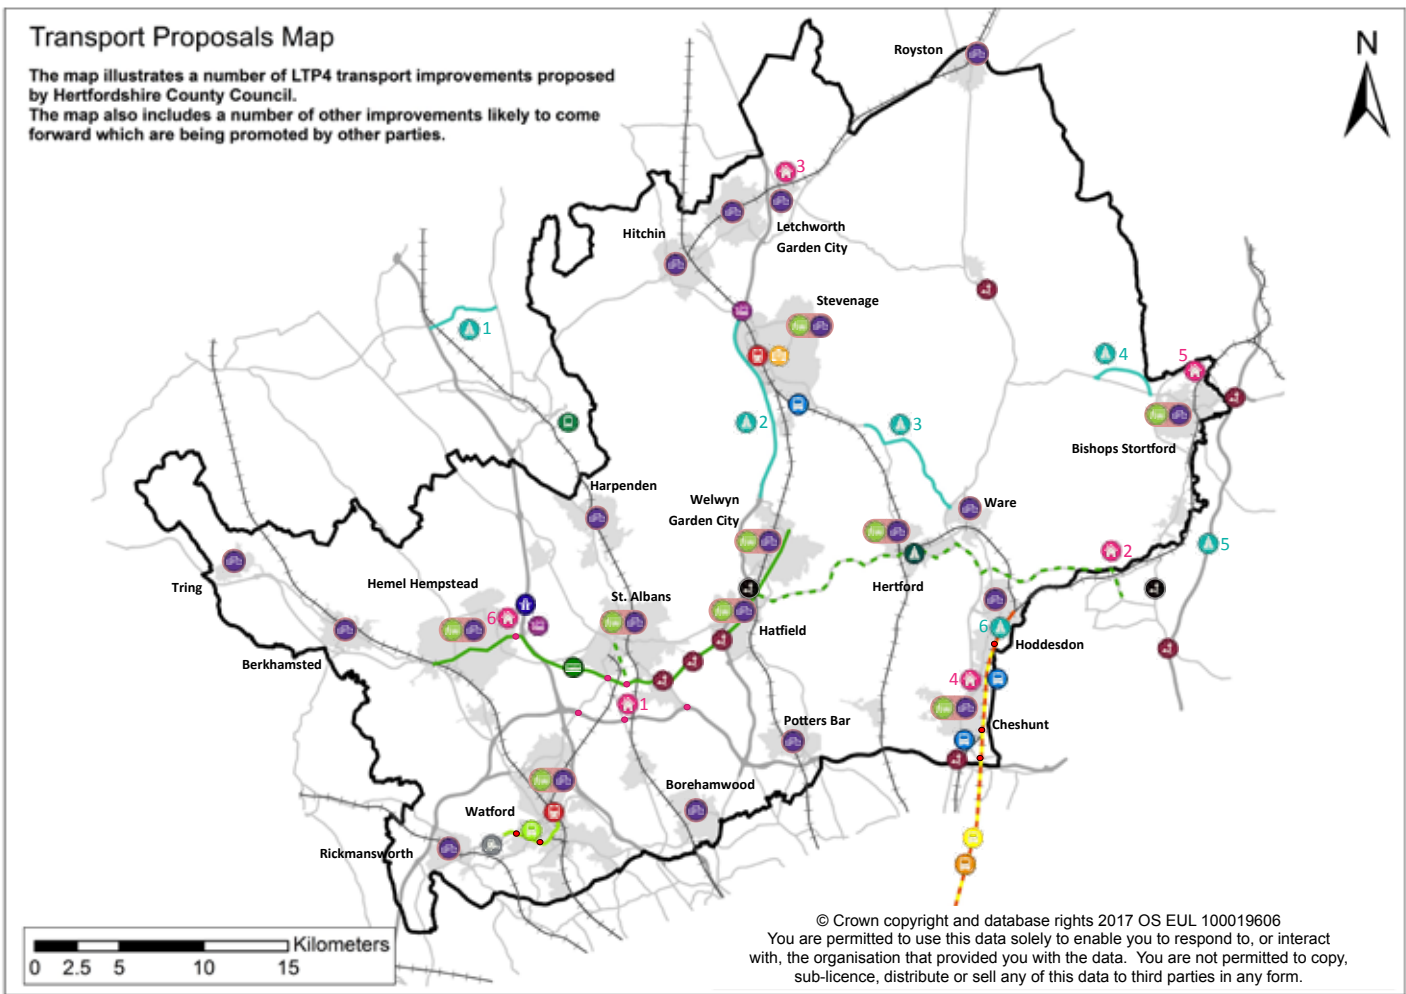 Transport Proposals Map
The map illustrates a number of LTP4 transport improvements proposed
by Hertfordshire County Council.
The map also includes a number of other improvements likely to come
forward which are being promoted by other parties.
N
Royston
3
Letchworth
Garden City
Hitchin
Stevenage
1
4
5
2
3
Bishops Stortford
Harpenden
Welwyn
Garden City
Ware
2
5
Tring
Hemel Hempstead
St. Albans
Hertford
6
Hatfield
6
Hoddesdon
Berkhamsted
4
1
Potters Bar
Cheshunt
Borehamwood
Watford
Rickmansworth
Kilometers
0 2.5 5 10 15
© Crown copyright and database rights 2017 OS EUL 100019606
You are permitted to use this data solely to enable you to respond to, or interact
with, the organisation that provided you with the data. You are not permitted to copy,
sub-licence, distribute or sell any of this data to third parties in any form.